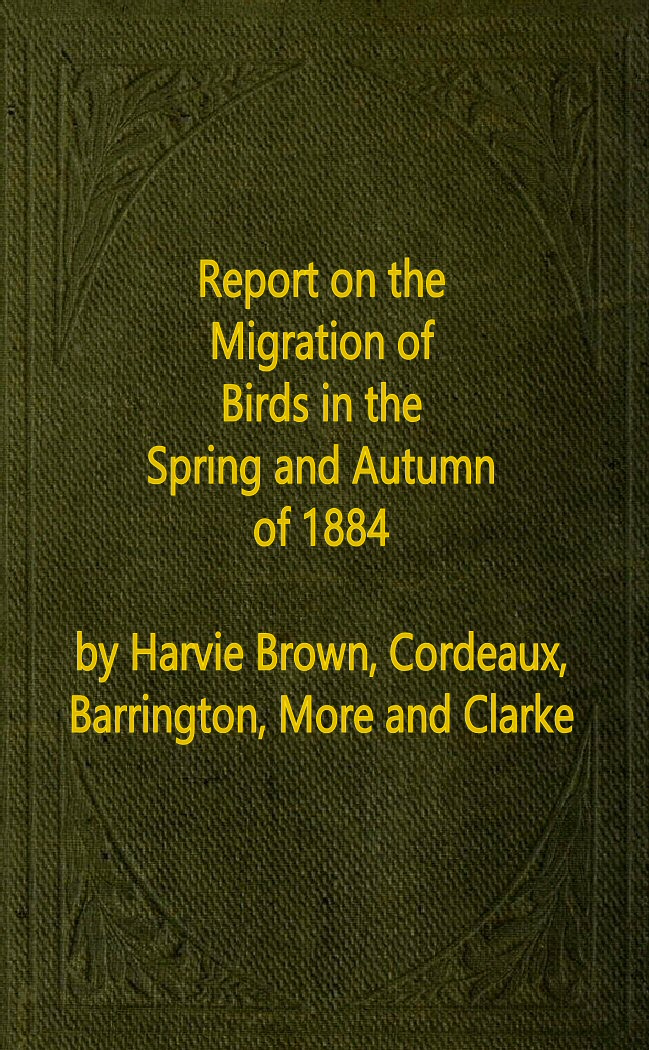 Report on the
Migration of
Birds in the
Spring and Autumn
of 1884
by Harvie Brown, Cordeaux,
Barrington, More and Clarke